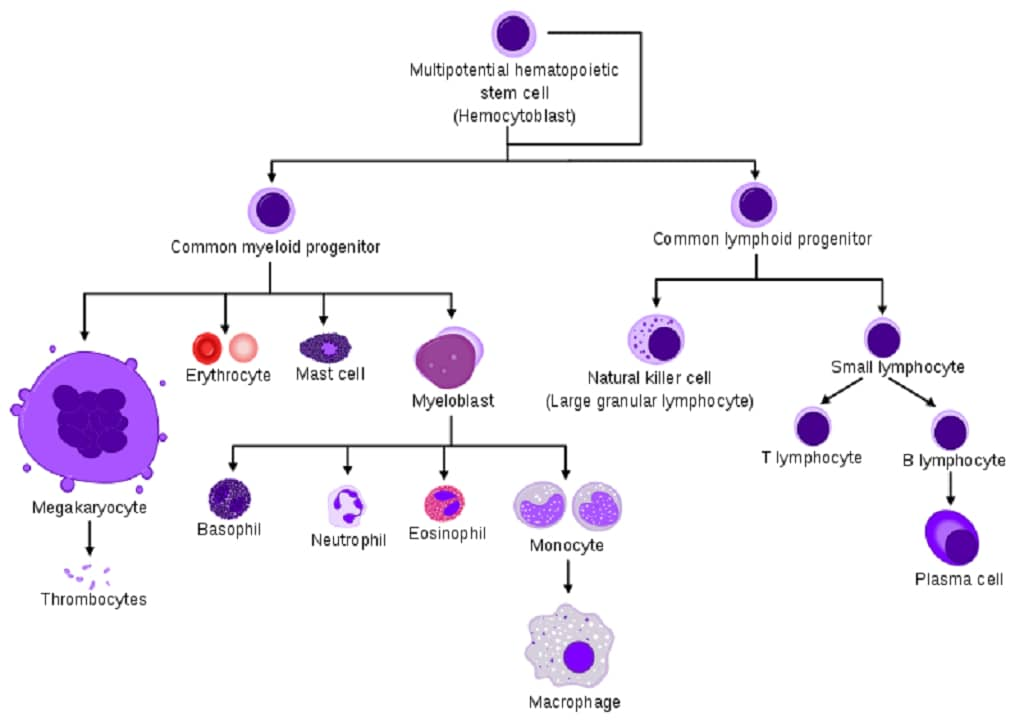 Multipotential hematopoietic
stem cell
(Hemocytoblast)
Common myeloid progenitor
Common lymphoid progenitor
Erythrocyte
Mast cell
Myeloblast
Natural killer cell
(Large granular lymphocyte)
Small lymphocyte
T lymphocyte
B lymphocyte
Megakaryocyte
Basophil
Neutrophil
Eosinophil
Monocyte
Plasma cell
Thrombocytes
Macrophage